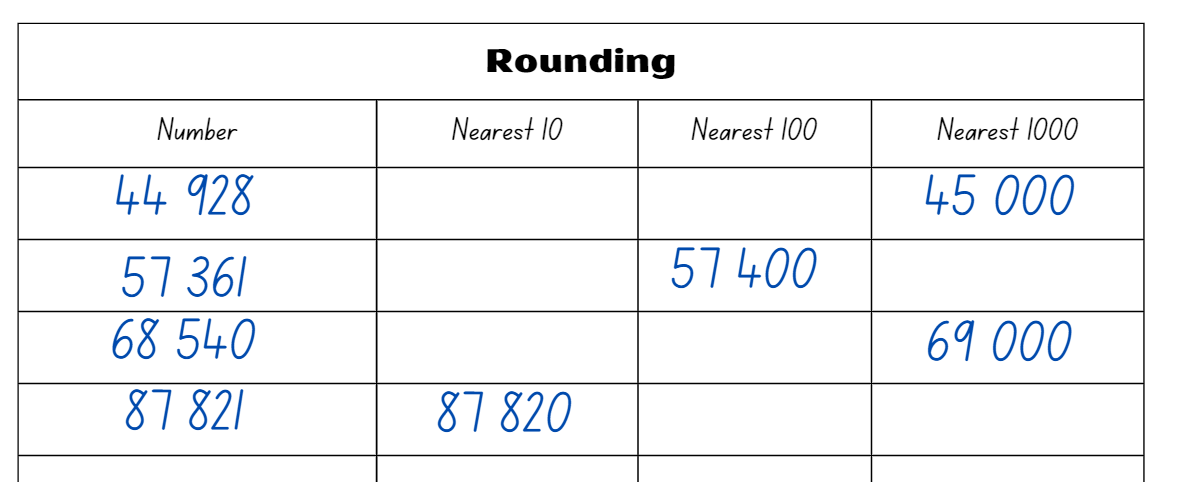 Rounding
Number Nearest 10 Nearest 100 Nearest 1000
44 928 45 000
57 361 57 400
68 540 69 000
87 821 87 820